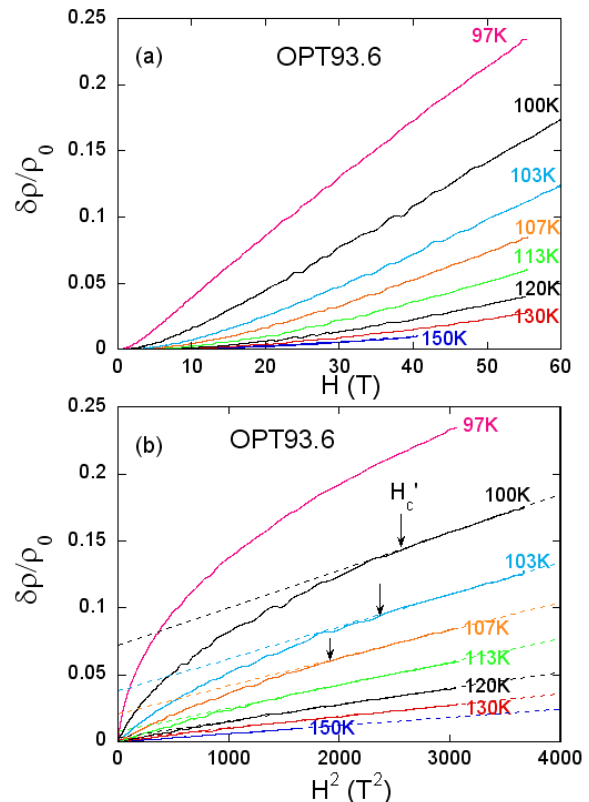 0.25
(a)
OPT93.6
97K
0.2
100K
0.15
103K
δρ/ρ0
0.1
107K
113K
0.05
120K
130K
150K
0
0 10 20 30 40 50 60
H (T)
0.25
(b)
OPT93.6
97K
0.2
Hc'
100K
0.15
103K
δρ/ρ0
0.1
107K
113K
0.05
120K
130K
150K
0
0 1000 2000 3000 4000
H² (T²)